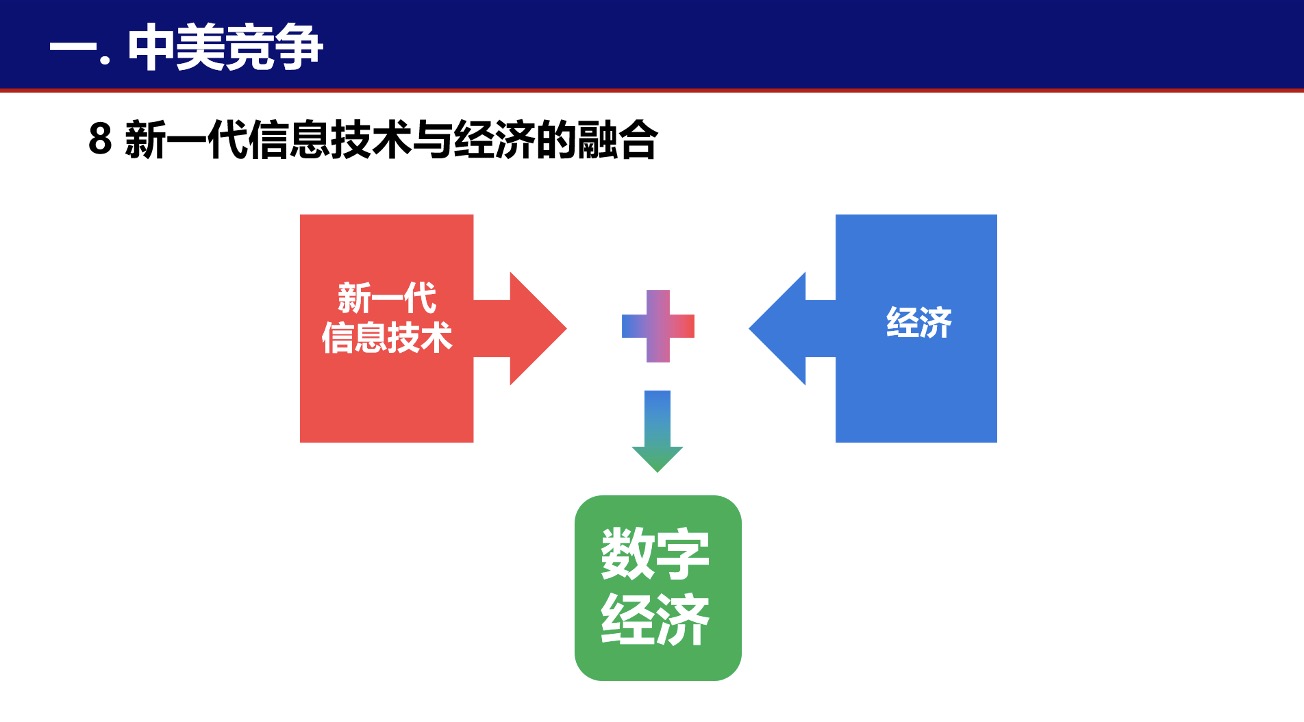 一. 中美竞争
8 新一代信息技术与经济的融合
新一代
信息技术
经济
数字
经济